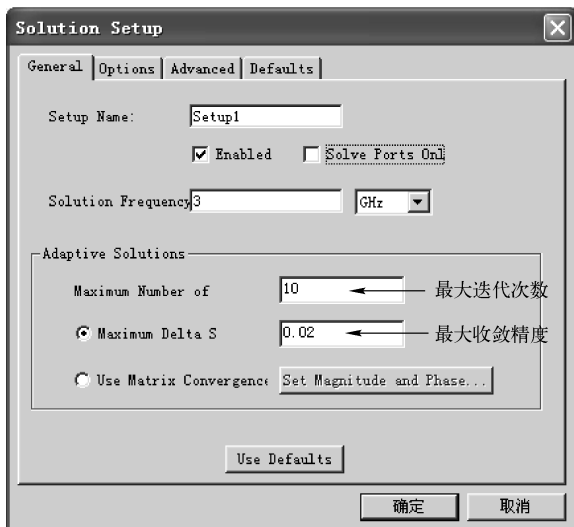 Solution Setup
General Options Advanced Defaults
Setup Name: Setup1
Enabled Solve Ports Onl
Solution Frequency 3 GHz
Adaptive Solutions
Maximum Number of 10 最大迭代次数
Maximum Delta S 0.02 最大收敛精度
Use Matrix Convergence Set Magnitude and Phase...
Use Defaults
确定 取消